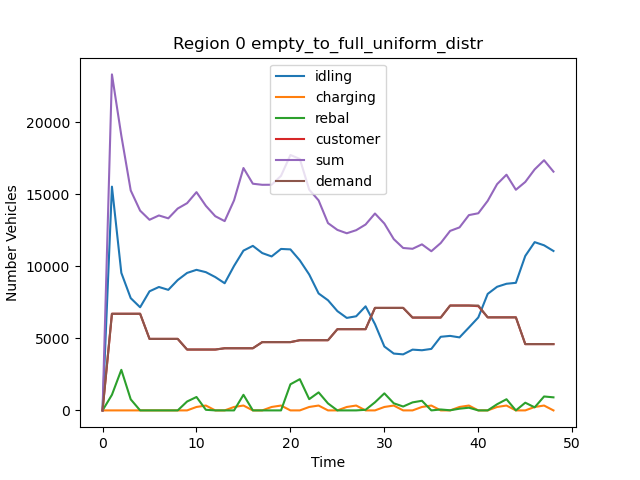 Region 0 empty_to_full_uniform_distr
idling
charging
rebal
customer
sum
demand
20000
15000
10000
5000
0
Number Vehicles
0 10 20 30 40 50
Time